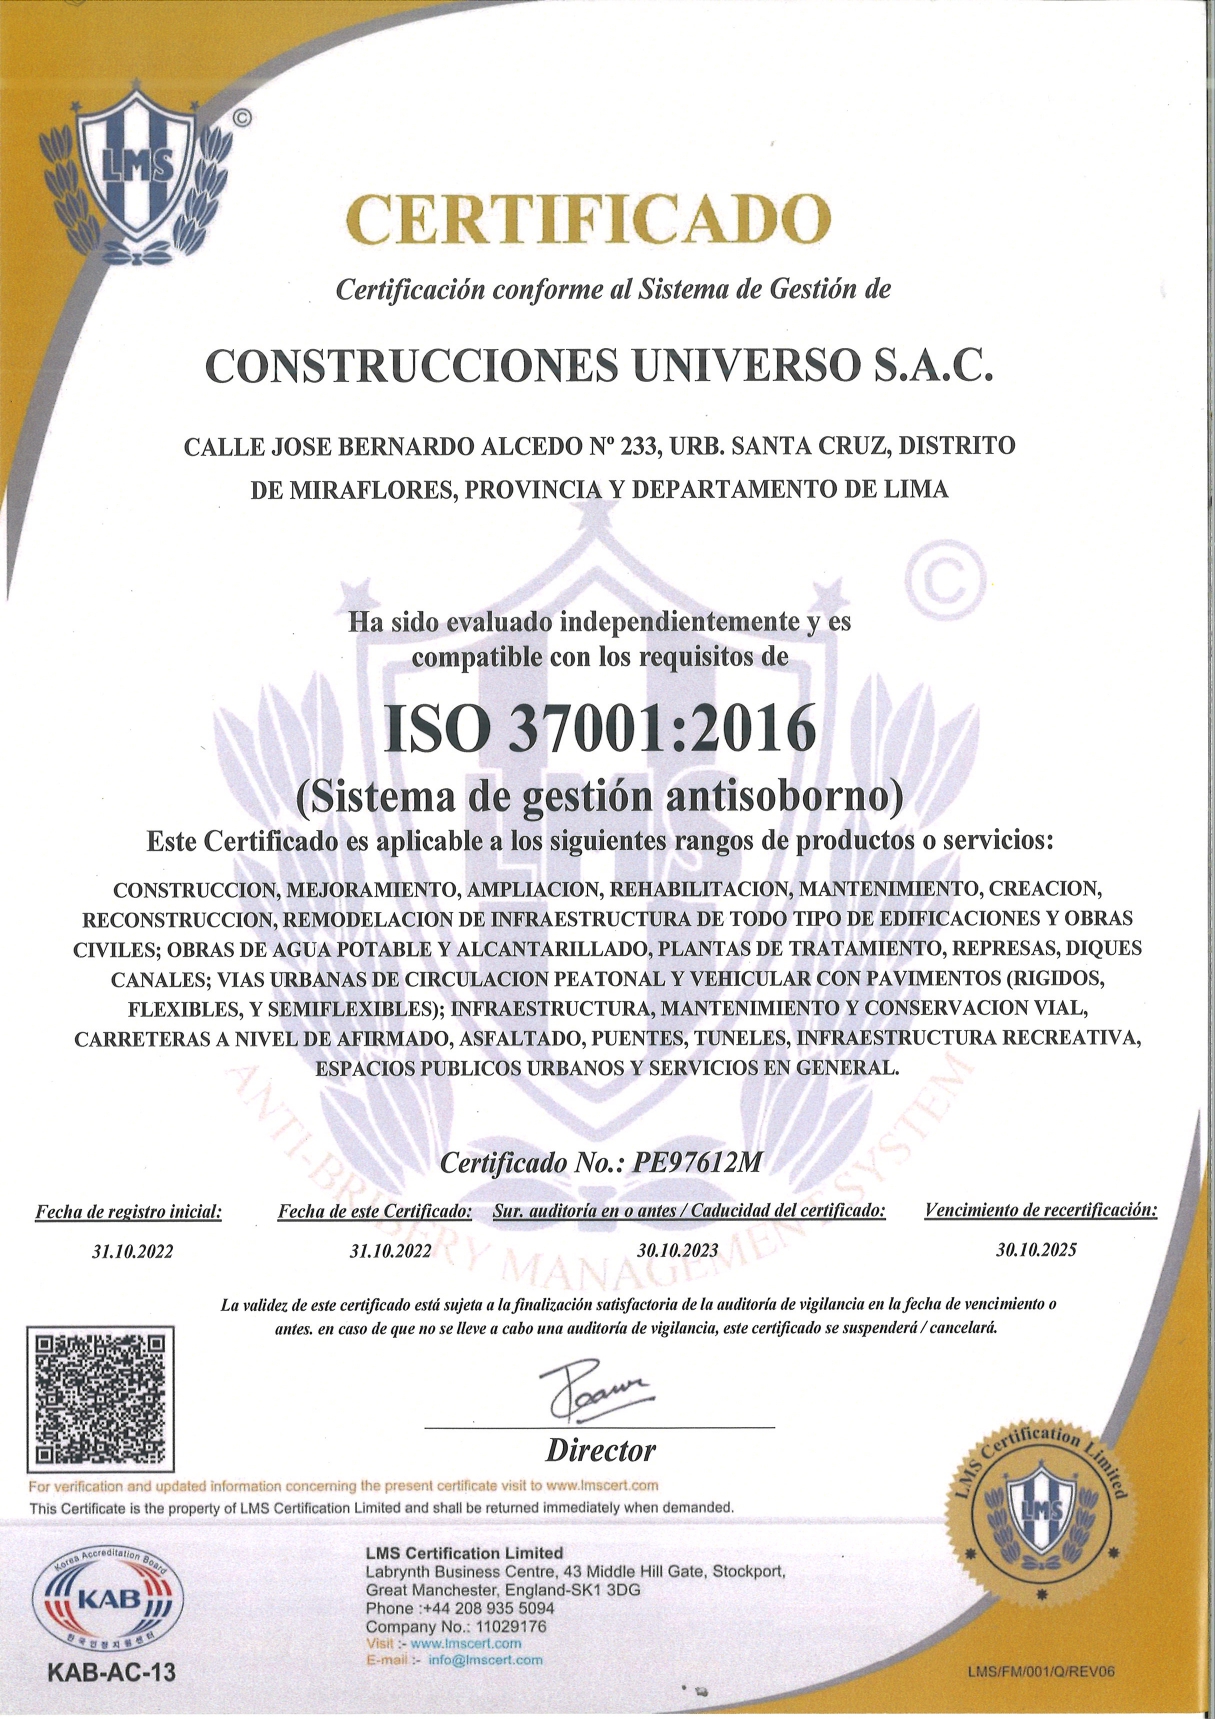 LMS
©
CERTIFICADO
Certificación conforme al Sistema de Gestión de
CONSTRUCCIONES UNIVERSO S.A.C.
CALLE JOSE BERNARDO ALCEDO Nº 233, URB. SANTA CRUZ, DISTRITO
DE MIRAFLORES, PROVINCIA Y DEPARTAMENTO DE LIMA
©
Ha sido evaluado independientemente y es
compatible con los requisitos de
ISO 37001:2016
(Sistema de gestión antisoborno)
LMS
Este Certificado es aplicable a los siguientes rangos de productos o servicios:
CONSTRUCCION, MEJORAMIENTO, AMPLIACION, REHABILITACION, MANTENIMIENTO, CREACION,
RECONSTRUCCION, REMODELACION DE INFRAESTRUCTURA DE TODO TIPO DE EDIFICACIONES Y OBRAS
CIVILES; OBRAS DE AGUA POTABLE Y ALCANTARILLADO, PLANTAS DE TRATAMIENTO, REPRESAS, DIQUES
CANALES; VIAS URBANAS DE CIRCULACION PEATONAL Y VEHICULAR CON PAVIMENTOS (RIGIDOS,
FLEXIBLES, Y SEMIFLEXIBLES); INFRAESTRUCTURA, MANTENIMIENTO Y CONSERVACION VIAL,
CARRETERAS A NIVEL DE AFIRMADO, ASFALTADO, PUENTES, TUNELES, INFRAESTRUCTURA RECREATIVA,
ESPACIOS PUBLICOS URBANOS Y SERVICIOS EN GENERAL.
ANTI-BRIBERY MANAGEMENT SYSTEM
Certificado No.: PE97612M
Fecha de registro inicial: Fecha de este Certificado: Sur. auditoría en o antes / Caducidad del certificado: Vencimiento de recertificación:
31.10.2022 31.10.2022 30.10.2023 30.10.2025
La validez de este certificado está sujeta a la finalización satisfactoria de la auditoría de vigilancia en la fecha de vencimiento o
antes. en caso de que no se lleve a cabo una auditoría de vigilancia, este certificado se suspenderá / cancelará.
Director
For verification and updated information concerning the present certificate visit to www.lmscert.com
This Certificate is the property of LMS Certification Limited and shall be returned immediately when demanded.
LMS Certification Limited
LMS
Korea Accreditation Board
KAB
한국인정지원센터
KAB-AC-13
LMS Certification Limited
Labrynth Business Centre, 43 Middle Hill Gate, Stockport,
Great Manchester, England-SK1 3DG
Phone :+44 208 935 5094
Company No.: 11029176
Visit :- www.lmscert.com
E-mail :- info@lmscert.com
LMS/FM/001/Q/REV06